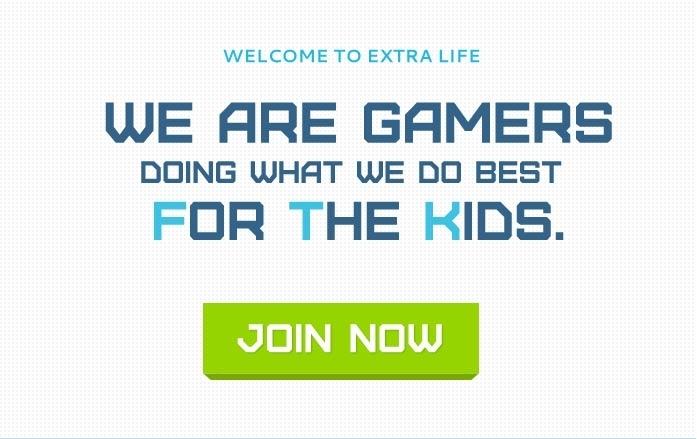 WELCOME TO EXTRA LIFE
WE ARE GAMERS
DOING WHAT WE DO BEST
FOR THE KIDS.
JOIN NOW